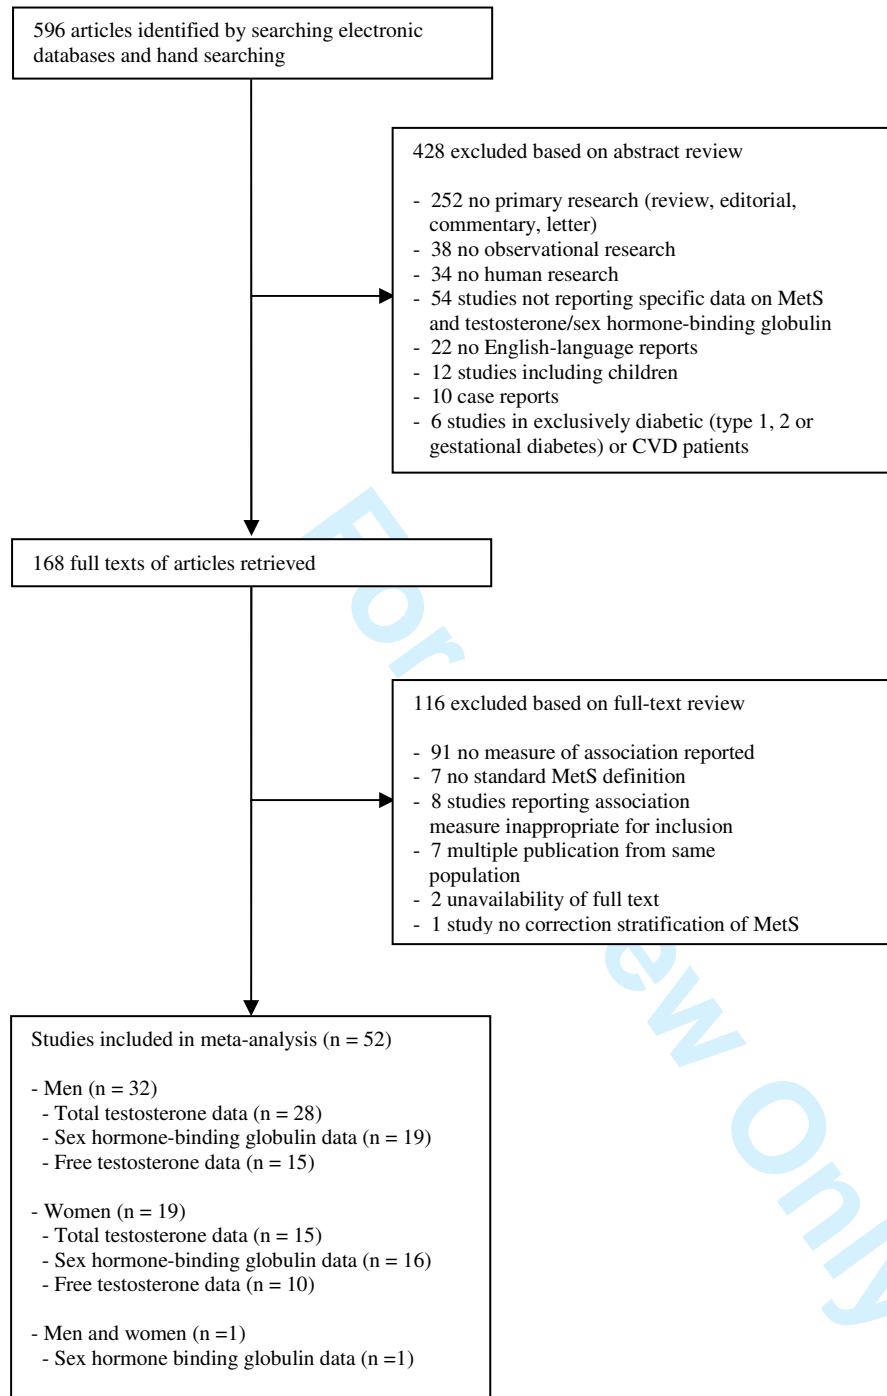 596 articles identified by searching electronic
databases and hand searching
428 excluded based on abstract review
- 252 no primary research (review, editorial,
commentary, letter)
- 38 no observational research
- 34 no human research
- 54 studies not reporting specific data on MetS
and testosterone/sex hormone-binding globulin
- 22 no English-language reports
- 12 studies including children
- 10 case reports
- 6 studies in exclusively diabetic (type 1, 2 or
gestational diabetes) or CVD patients
168 full texts of articles retrieved
116 excluded based on full-text review
- 91 no measure of association reported
- 7 no standard MetS definition
- 8 studies reporting association
measure inappropriate for inclusion
- 7 multiple publication from same
population
- 2 unavailability of full text
- 1 study no correction stratification of MetS
Studies included in meta-analysis (n = 52)
- Men (n = 32)
- Total testosterone data (n = 28)
- Sex hormone-binding globulin data (n = 19)
- Free testosterone data (n = 15)
- Women (n = 19)
- Total testosterone data (n = 15)
- Sex hormone-binding globulin data (n = 16)
- Free testosterone data (n = 10)
- Men and women (n =1)
- Sex hormone binding globulin data (n =1)
For ew Only